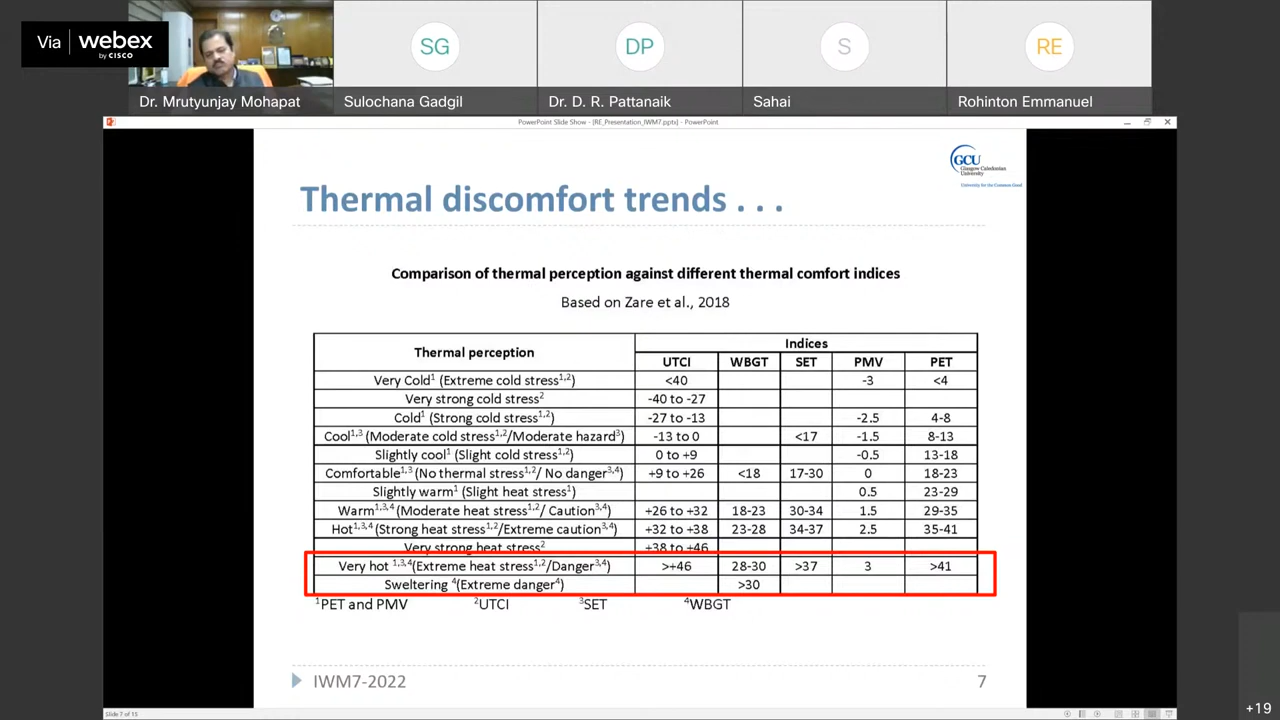 Via webex
by CISCO
SG
DP
S
RE
Dr. Mrutyunjay Mohapat
Sulochana Gadgil
Dr. D. R. Pattanaik
Sahai
Rohinton Emmanuel
PowerPoint Slide Show - [RE_Presentation_IWM7.pptx] - PowerPoint
GCU
Glasgow Caledonian
University
University for the Common Good
Thermal discomfort trends . . .
Comparison of thermal perception against different thermal comfort indices
Based on Zare et al., 2018
Thermal perception Indices
UTCI WBGT SET PMV PET
Very Cold¹ (Extreme cold stress¹,²) <40 -3 <4
Very strong cold stress² -40 to -27
Cold¹ (Strong cold stress¹,²) -27 to -13 -2.5 4-8
Cool¹,³ (Moderate cold stress¹,²/Moderate hazard³) -13 to 0 <17 -1.5 8-13
Slightly cool¹ (Slight cold stress¹,²) 0 to +9 -0.5 13-18
Comfortable¹,³ (No thermal stress¹,²/ No danger³,⁴) +9 to +26 <18 17-30 0 18-23
Slightly warm¹ (Slight heat stress¹) 0.5 23-29
Warm¹,³,⁴ (Moderate heat stress¹,²/ Caution³,⁴) +26 to +32 18-23 30-34 1.5 29-35
Hot¹,³,⁴ (Strong heat stress¹,²/Extreme caution³,⁴) +32 to +38 23-28 34-37 2.5 35-41
Very strong heat stress² +38 to +46
Very hot ¹,³,⁴(Extreme heat stress¹,²/Danger³,⁴) >+46 28-30 >37 3 >41
Sweltering ⁴(Extreme danger⁴) >30
¹PET and PMV ²UTCI ³SET ⁴WBGT
IWM7-2022 7
Slide 7 of 15
+19